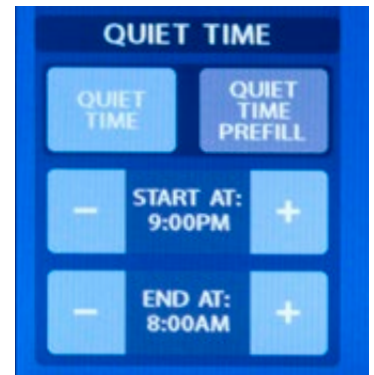 QUIET TIME
QUIET
TIME
QUIET
TIME
PREFILL
START AT:
9:00PM
− +
END AT:
8:00AM
− +